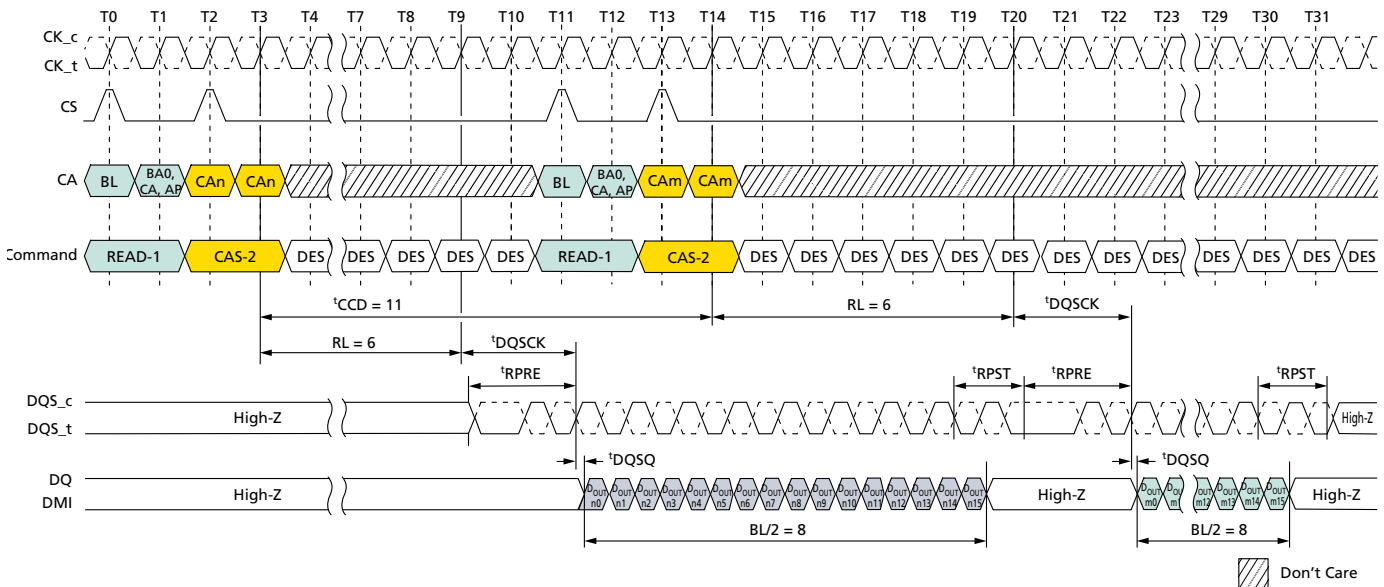 T0 T1 T2 T3 T4 T7 T8 T9 T10 T11 T12 T13 T14 T15 T16 T17 T18 T19 T20 T21 T22 T23 T29 T30 T31
CK_c
CK_t
CS
CA BL BA0, CA, AP CAn CAn BL BA0, CA, AP CAm CAm
Command READ-1 CAS-2 DES DES DES DES DES READ-1 CAS-2 DES DES DES DES DES DES DES DES DES DES DES DES
tCCD = 11 RL = 6 tDQSCK
RL = 6 tDQSCK
tRPRE tRPST tRPRE tRPST
DQS_c
DQS_t
High-Z High-Z
tDQSQ tDQSQ
DQ
DMI
High-Z DOUT n0 DOUT n1 DOUT n2 DOUT n3 DOUT n4 DOUT n5 DOUT n6 DOUT n7 DOUT n8 DOUT n9 DOUT n10 DOUT n11 DOUT n12 DOUT n13 DOUT n14 DOUT n15 High-Z DOUT m0 DOUT m12 DOUT m13 DOUT m14 DOUT m15 High-Z
BL/2 = 8 BL/2 = 8
Don't Care